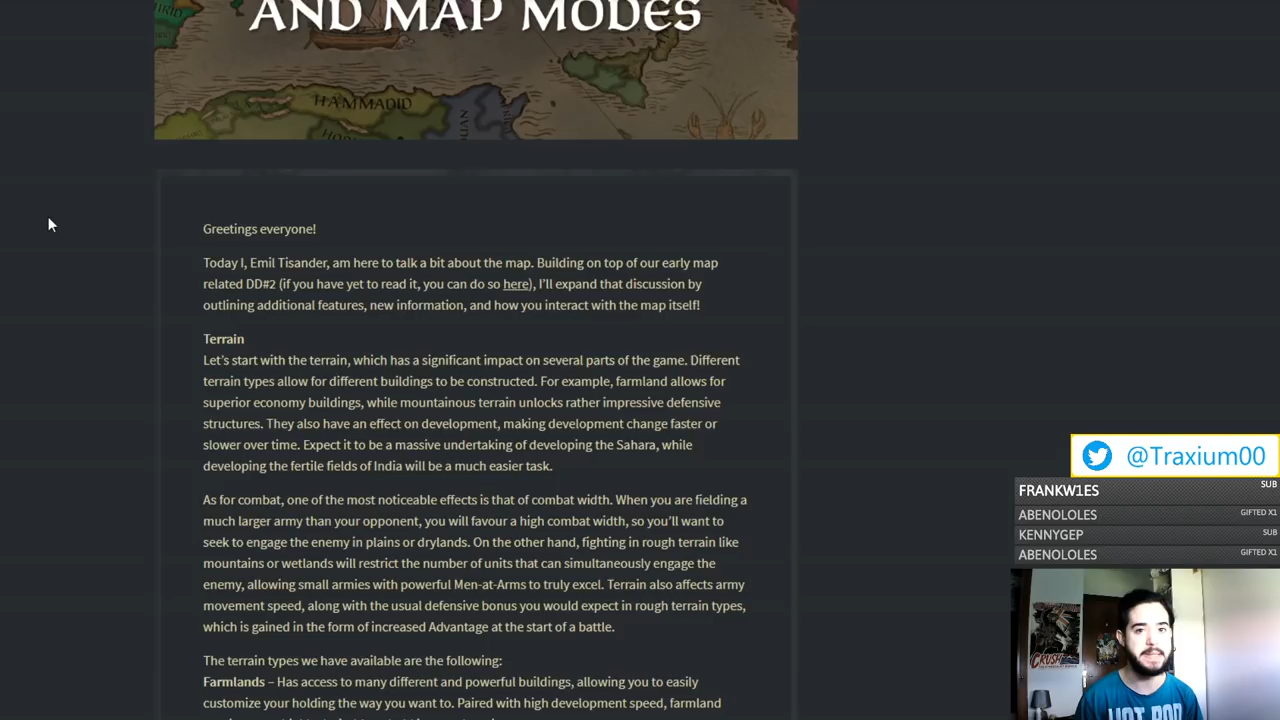 AND MAP MODES
HAMMADID
Greetings everyone!
Today I, Emil Tisander, am here to talk a bit about the map. Building on top of our early map
related DD#2 (if you have yet to read it, you can do so here), I'll expand that discussion by
outlining additional features, new information, and how you interact with the map itself!
Terrain
Let's start with the terrain, which has a significant impact on several parts of the game. Different
terrain types allow for different buildings to be constructed. For example, farmland allows for
superior economy buildings, while mountainous terrain unlocks rather impressive defensive
structures. They also have an effect on development, making development change faster or
slower over time. Expect it to be a massive undertaking of developing the Sahara, while
developing the fertile fields of India will be a much easier task.
As for combat, one of the most noticeable effects is that of combat width. When you are fielding a
much larger army than your opponent, you will favour a high combat width, so you'll want to
seek to engage the enemy in plains or drylands. On the other hand, fighting in rough terrain like
mountains or wetlands will restrict the number of units that can simultaneously engage the
enemy, allowing small armies with powerful Men-at-Arms to truly excel. Terrain also affects army
movement speed, along with the usual defensive bonus you would expect in rough terrain types,
which is gained in the form of increased Advantage at the start of a battle.
The terrain types we have available are the following:
Farmlands – Has access to many different and powerful buildings, allowing you to easily
customize your holding the way you want to. Paired with high development speed, farmland
@Traxium00
FRANKW1ES SUB
ABENOLOLES GIFTED X1
KENNYGEP SUB
ABENOLOLES GIFTED X1
CRUSH
HOT ROD